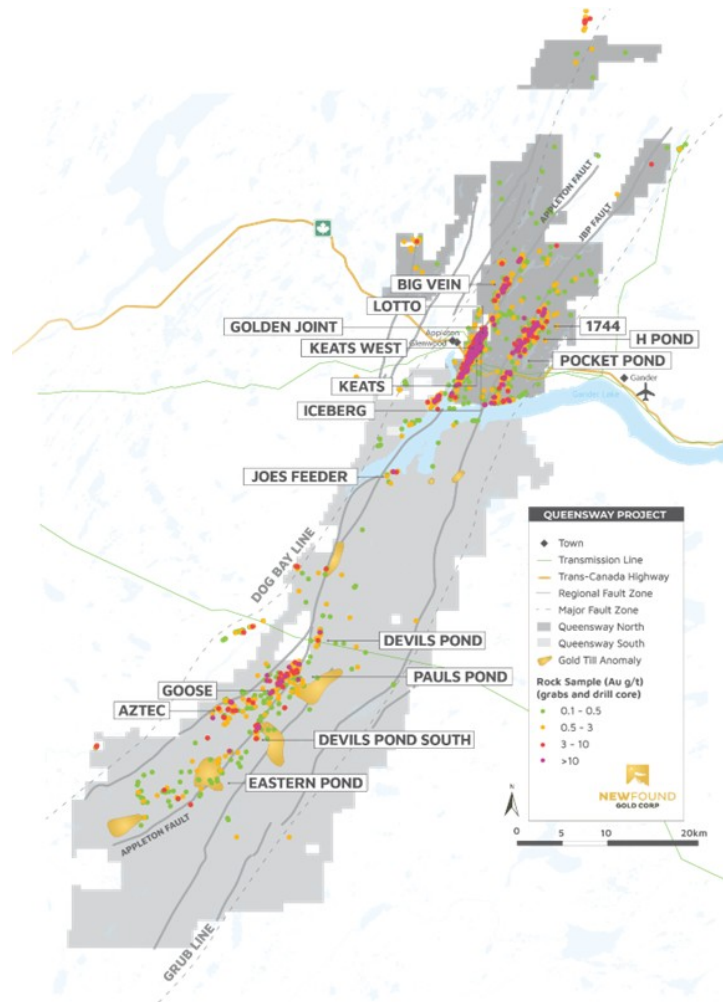 APPLETON FAULT
JBP FAULT
BIG VEIN
LOTTO
GOLDEN JOINT
Appleton
Glenwood
KEATS WEST
1744
H POND
POCKET POND
KEATS
Gander
ICEBERG
Gander Lake
JOES FEEDER
DOG BAY LINE
DEVILS POND
PAULS POND
GOOSE
AZTEC
DEVILS POND SOUTH
EASTERN POND
APPLETON FAULT
GRUB LINE
QUEENSWAY PROJECT
Town
Transmission Line
Trans-Canada Highway
Regional Fault Zone
Major Fault Zone
Queensway North
Queensway South
Gold Till Anomaly
Rock Sample (Au g/t)
(grabs and drill core)
0.1 - 0.5
0.5 - 3
3 - 10
>10
NEWFOUND
GOLD CORP
N
0 5 10 20km